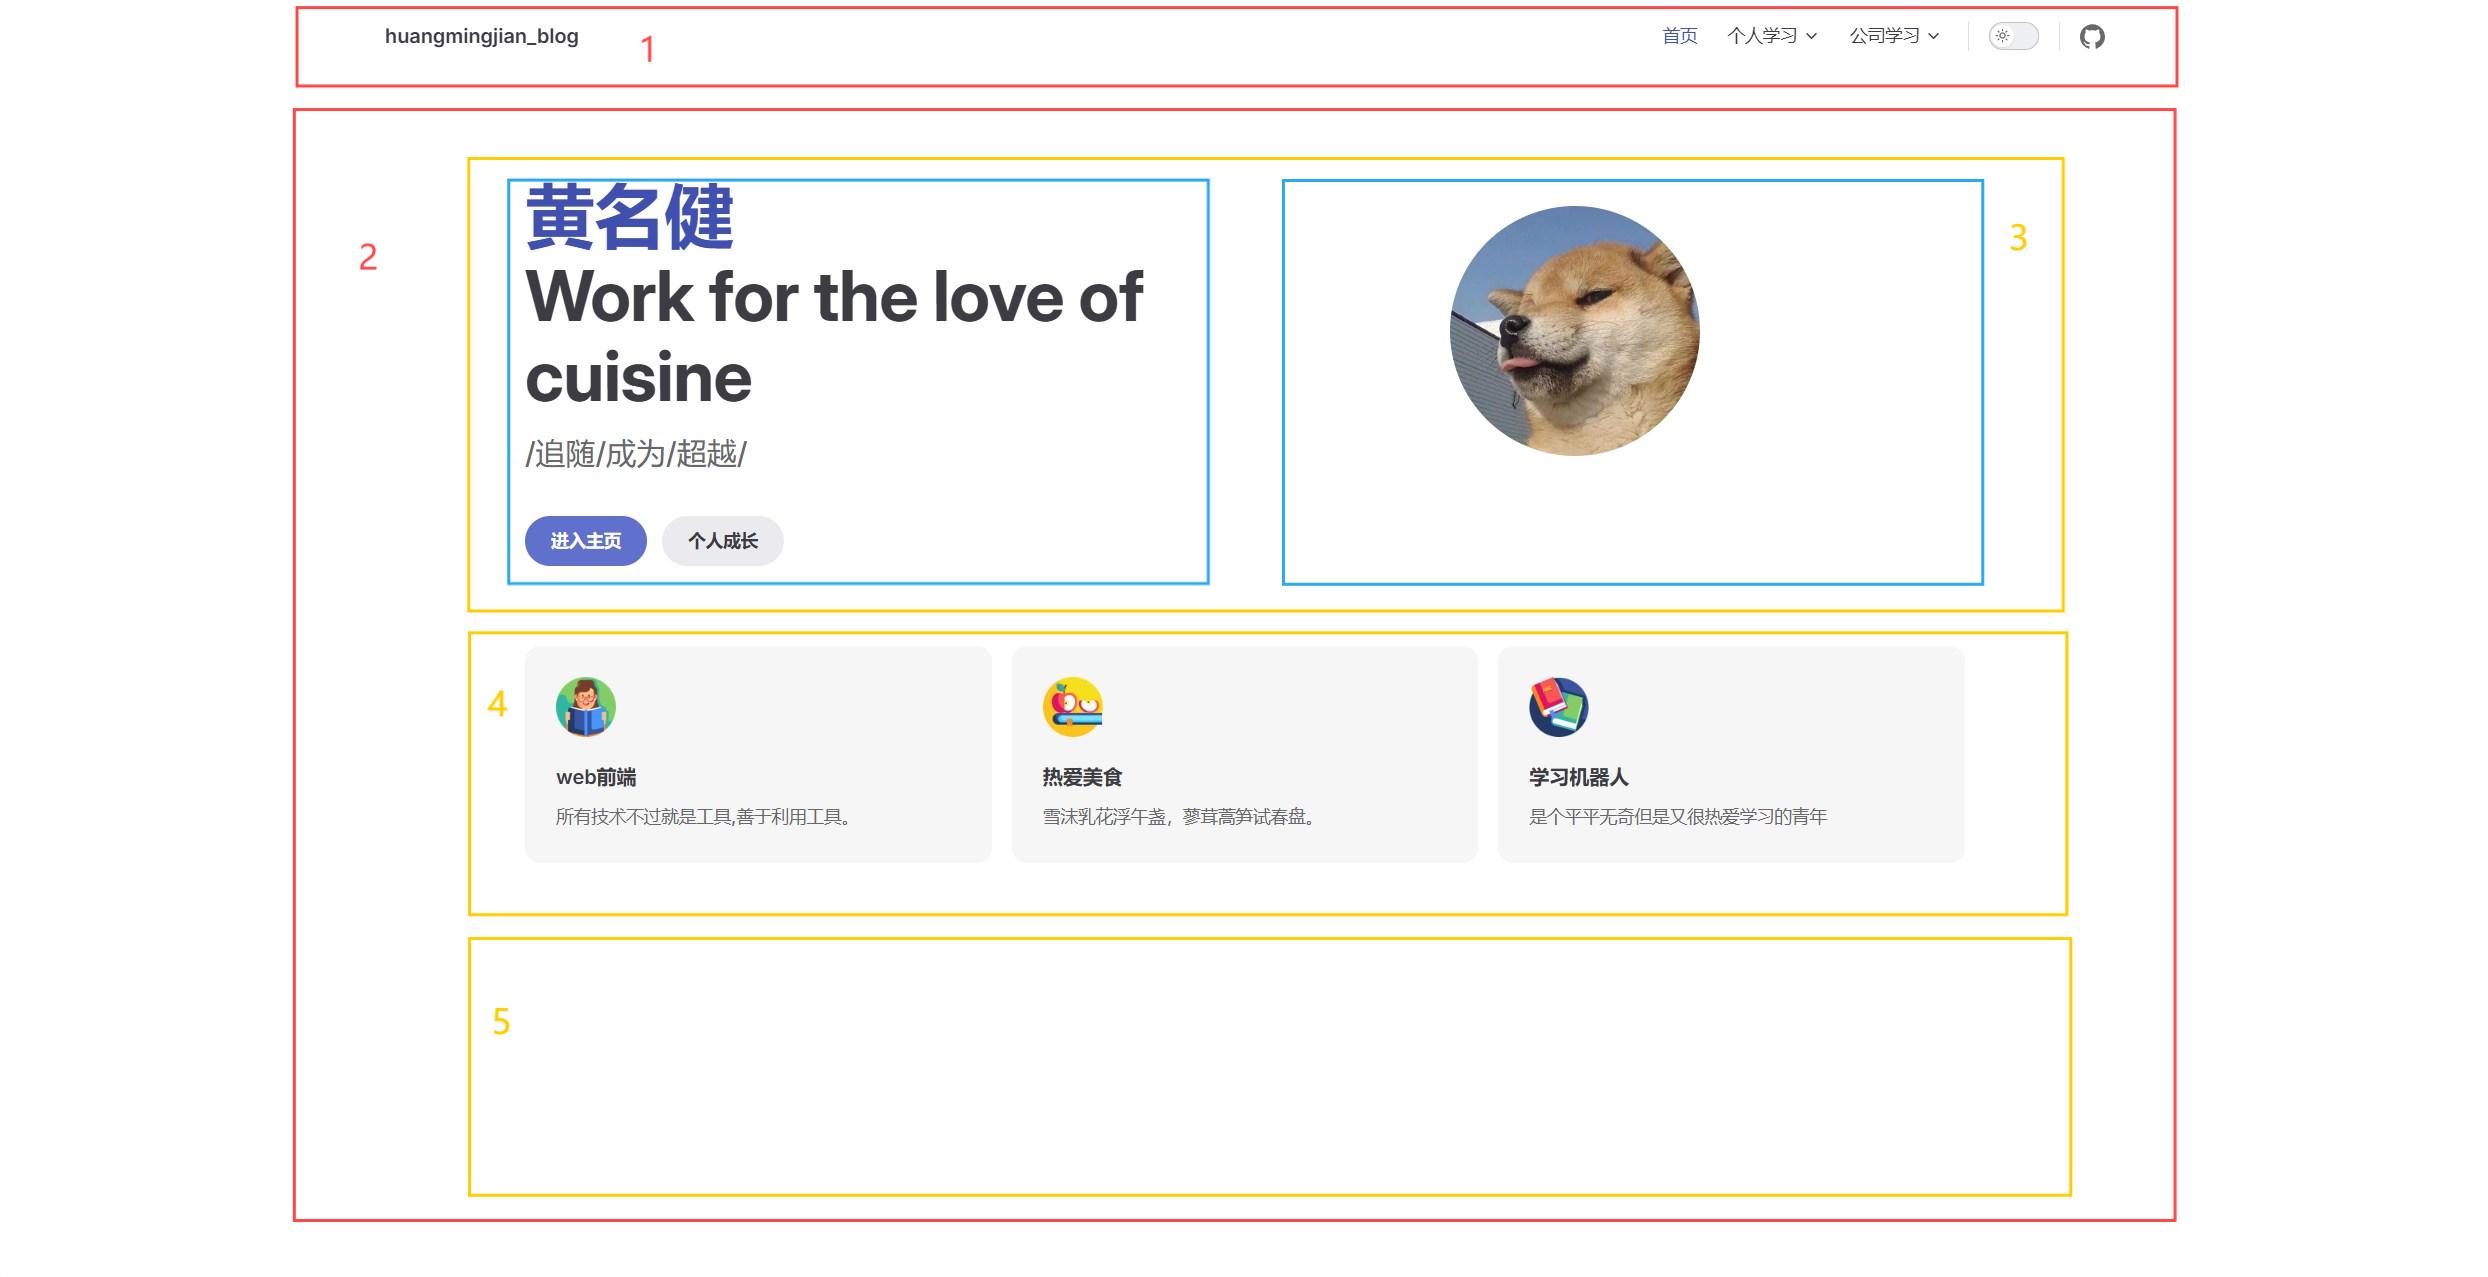 huangmingjian_blog
1
首页
个人学习
公司学习
2
黄名健
Work for the love of
cuisine
/追随/成为/超越/
进入主页
个人成长
3
4
web前端
所有技术不过就是工具,善于利用工具。
热爱美食
雪沫乳花浮午盏，蓼茸蒿笋试春盘。
学习机器人
是个平平无奇但是又很热爱学习的青年
5